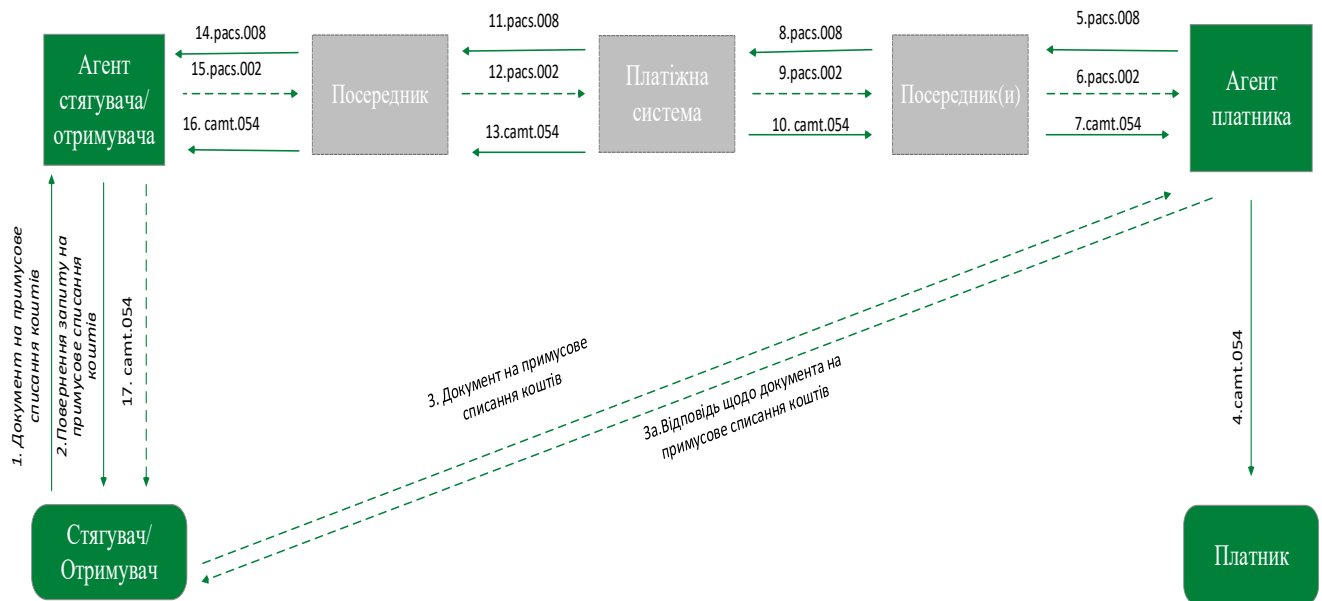 14.pacs.008
11.pacs.008
8.pacs.008
5.pacs.008
Агент
стягувача/
отримувача
15.pacs.002
Посередник
12.pacs.002
Платіжна
система
9.pacs.002
Посередник(и)
6.pacs.002
Агент
платника
16. camt.054
13.camt.054
10. camt.054
7.camt.054
1. Документ на примусове
списання коштів
2.Повернення запиту на
примусове списання
коштів
17. camt.054
3. Документ на примусове
списання коштів
3а.Відповідь щодо документа на
примусове списання коштів
4.camt.054
Стягувач/
Отримувач
Платник